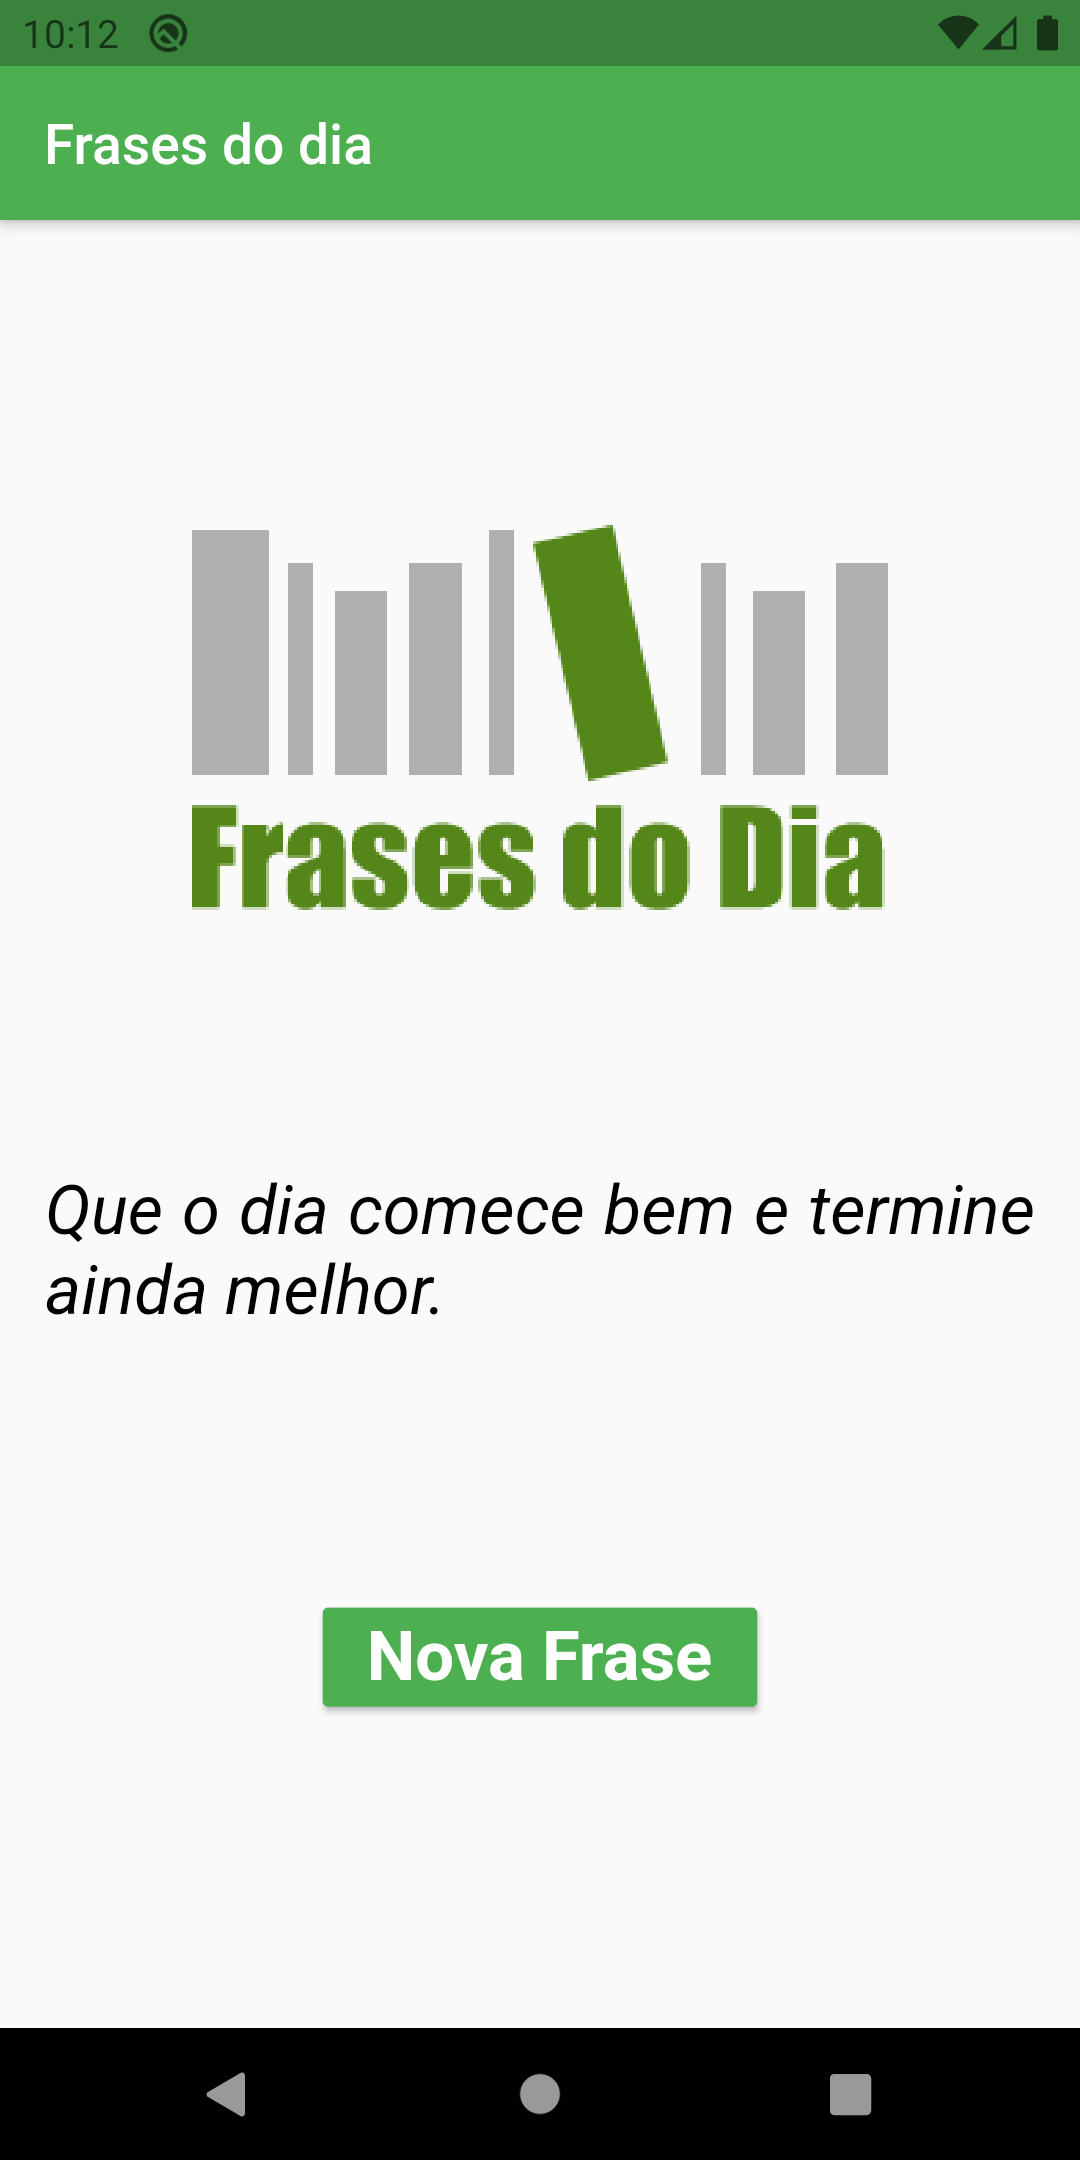 10:12
Frases do dia
Frases do Dia
Que o dia comece bem e termine
ainda melhor.
Nova Frase